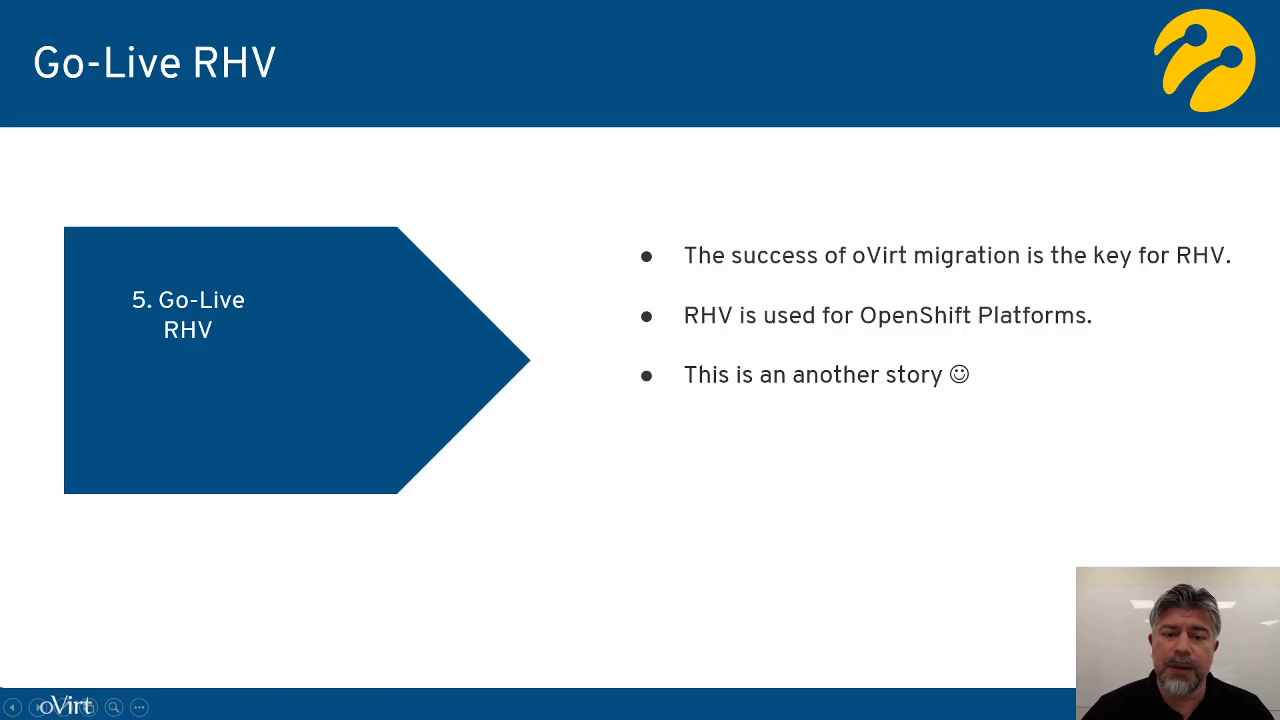 Go-Live RHV
5. Go-Live
RHV
● The success of oVirt migration is the key for RHV.
● RHV is used for OpenShift Platforms.
● This is an another story ☺
oVirt